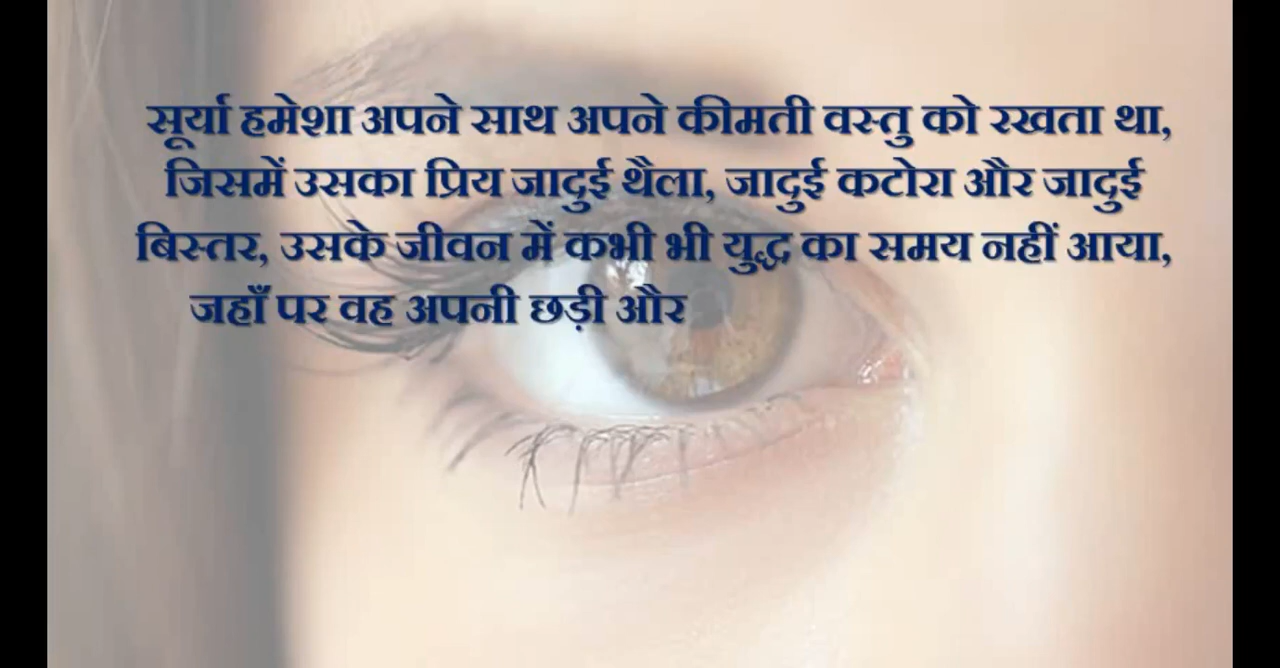 सूर्या हमेशा अपने साथ अपने कीमती वस्तु को रखता था,
जिसमें उसका प्रिय जादुई थैला, जादुई कटोरा और जादुई
बिस्तर, उसके जीवन में कभी भी युद्ध का समय नहीं आया,
जहाँ पर वह अपनी छड़ी और